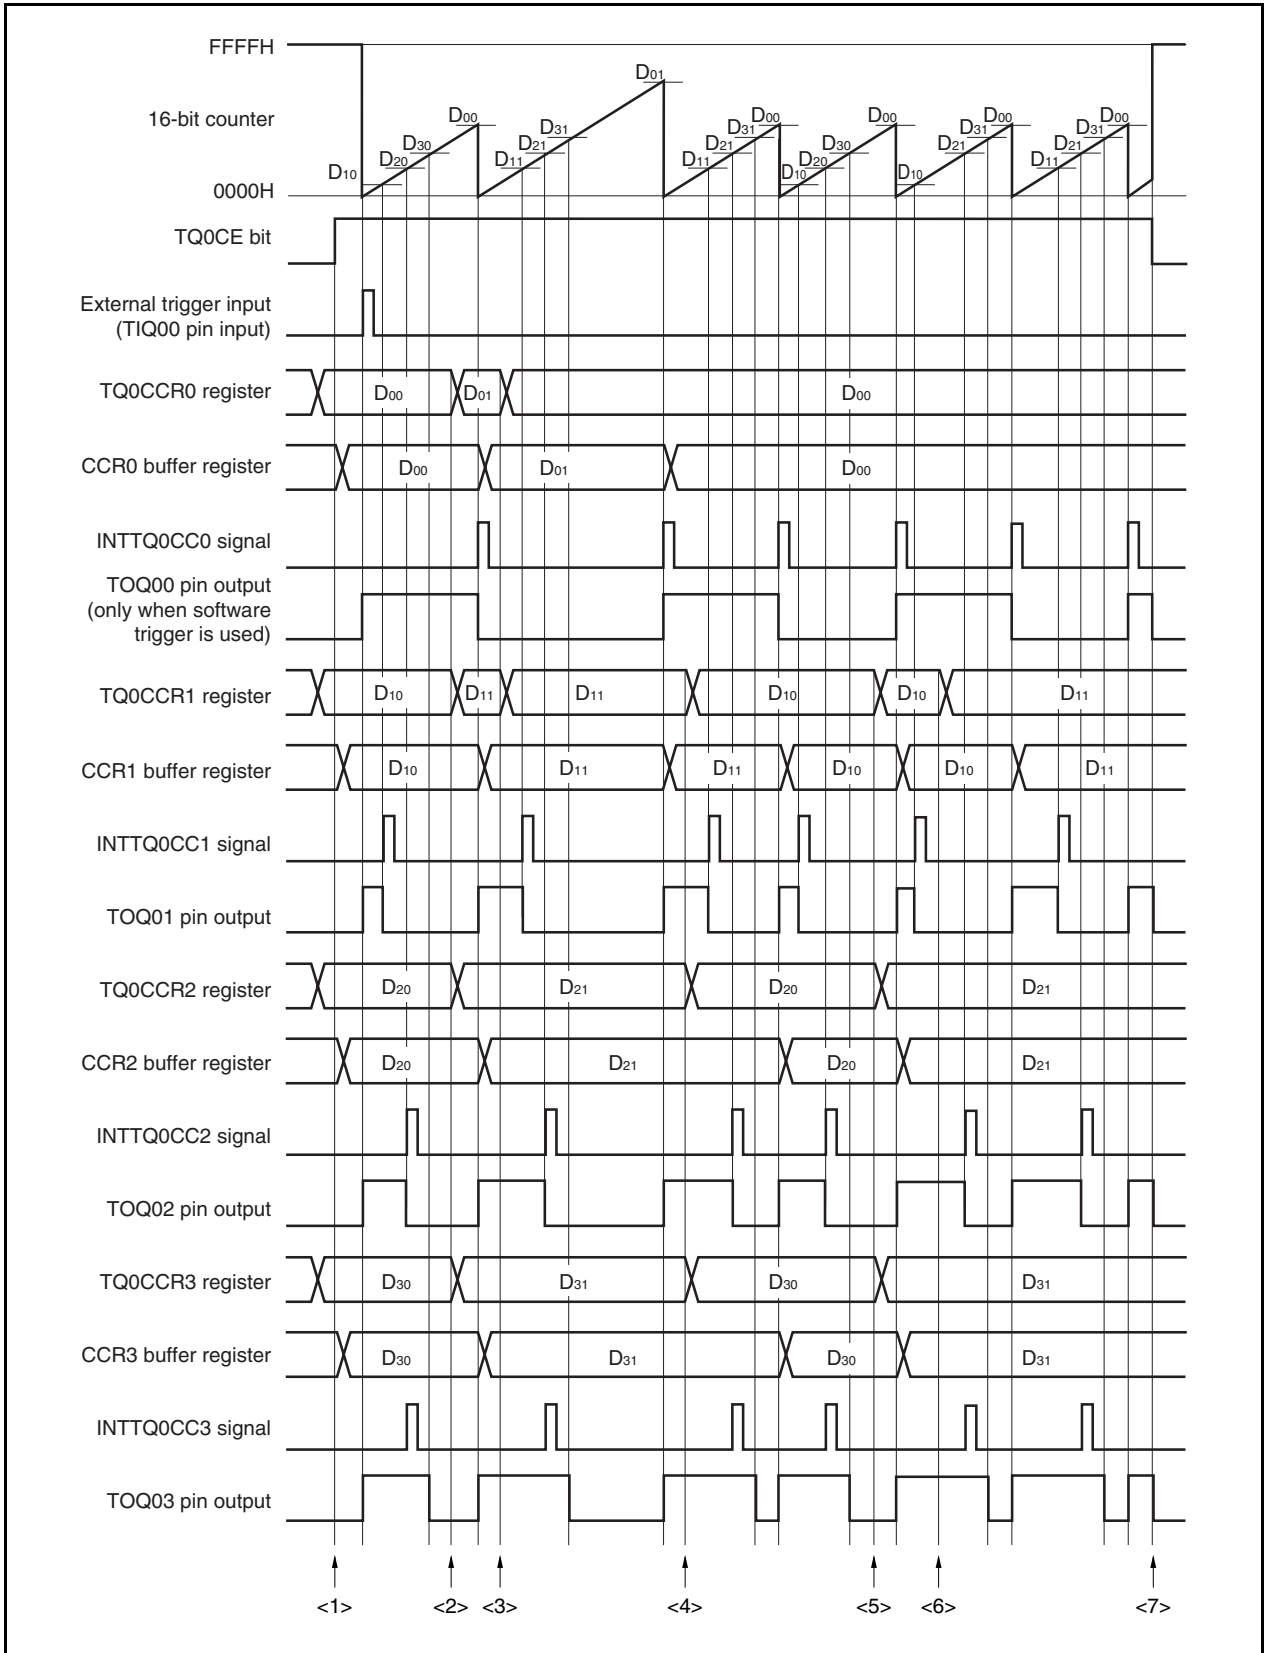 FFFFH
D01
16-bit counter
D00
D30
D20
D10
D31
D21
D11
D00
D31
D21
D11
D00
D30
D20
D10
D00
D31
D21
D10
D00
D31
D21
D11
0000H
TQ0CE bit
External trigger input
(TIQ00 pin input)
TQ0CCR0 register
D00
D01
D00
CCR0 buffer register
D00
D01
D00
INTTQ0CC0 signal
TOQ00 pin output
(only when software
trigger is used)
TQ0CCR1 register
D10
D11
D11
D10
D10
D11
CCR1 buffer register
D10
D11
D11
D10
D10
D11
INTTQ0CC1 signal
TOQ01 pin output
TQ0CCR2 register
D20
D21
D20
D21
CCR2 buffer register
D20
D21
D20
D21
INTTQ0CC2 signal
TOQ02 pin output
TQ0CCR3 register
D30
D31
D30
D31
CCR3 buffer register
D30
D31
D30
D31
INTTQ0CC3 signal
TOQ03 pin output
<1>
<2>
<3>
<4>
<5>
<6>
<7>